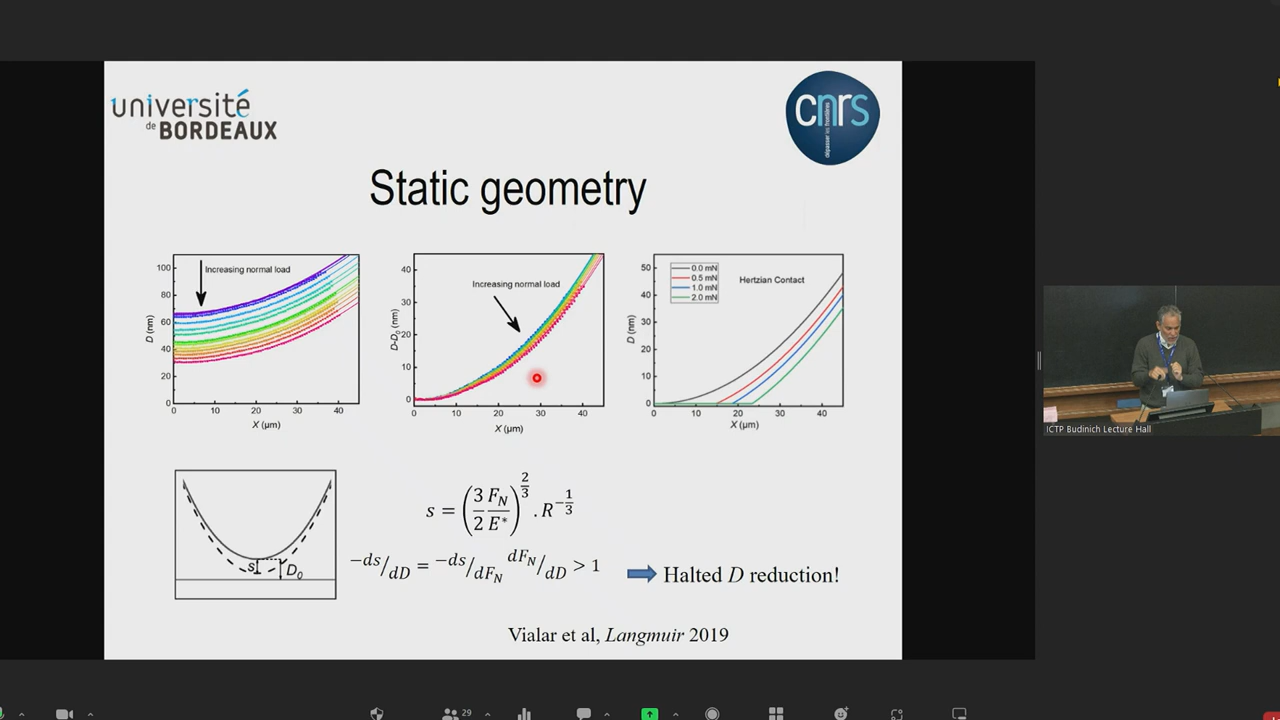 université
de BORDEAUX
cnrs
dépasser les frontières
Static geometry
Increasing normal load
D (nm)
100
80
60
40
20
0
0 10 20 30 40
X (μm)
Increasing normal load
D-D₀ (nm)
40
30
20
10
0
0 10 20 30 40
X (μm)
0.0 mN
0.5 mN
1.0 mN
2.0 mN
Hertzian Contact
D (nm)
50
40
30
20
10
0
0 10 20 30 40
X (μm)
s D₀
s = (3/2 F_N/E*)^(2/3) . R^(-1/3)
-ds/dD = -ds/dF_N dF_N/dD > 1
Halted D reduction!
Vialar et al, Langmuir 2019
ICTP Budinich Lecture Hall
29